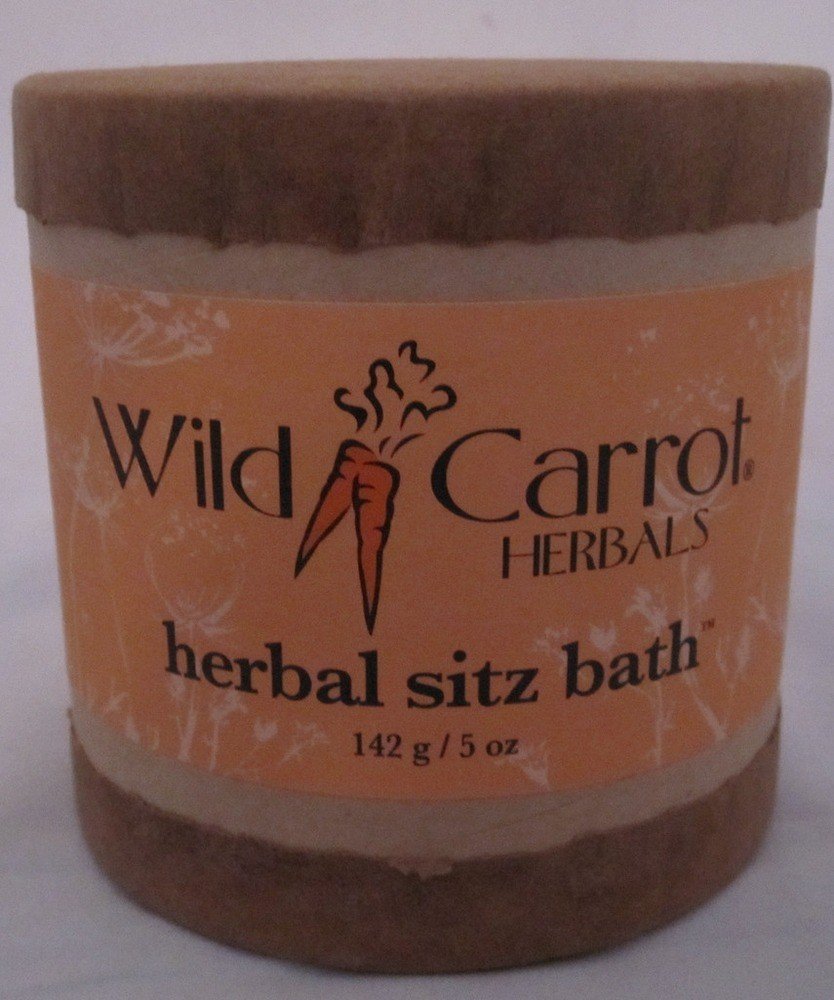 Wild Carrot®
HERBALS
herbal sitz bath™
142 g / 5 oz